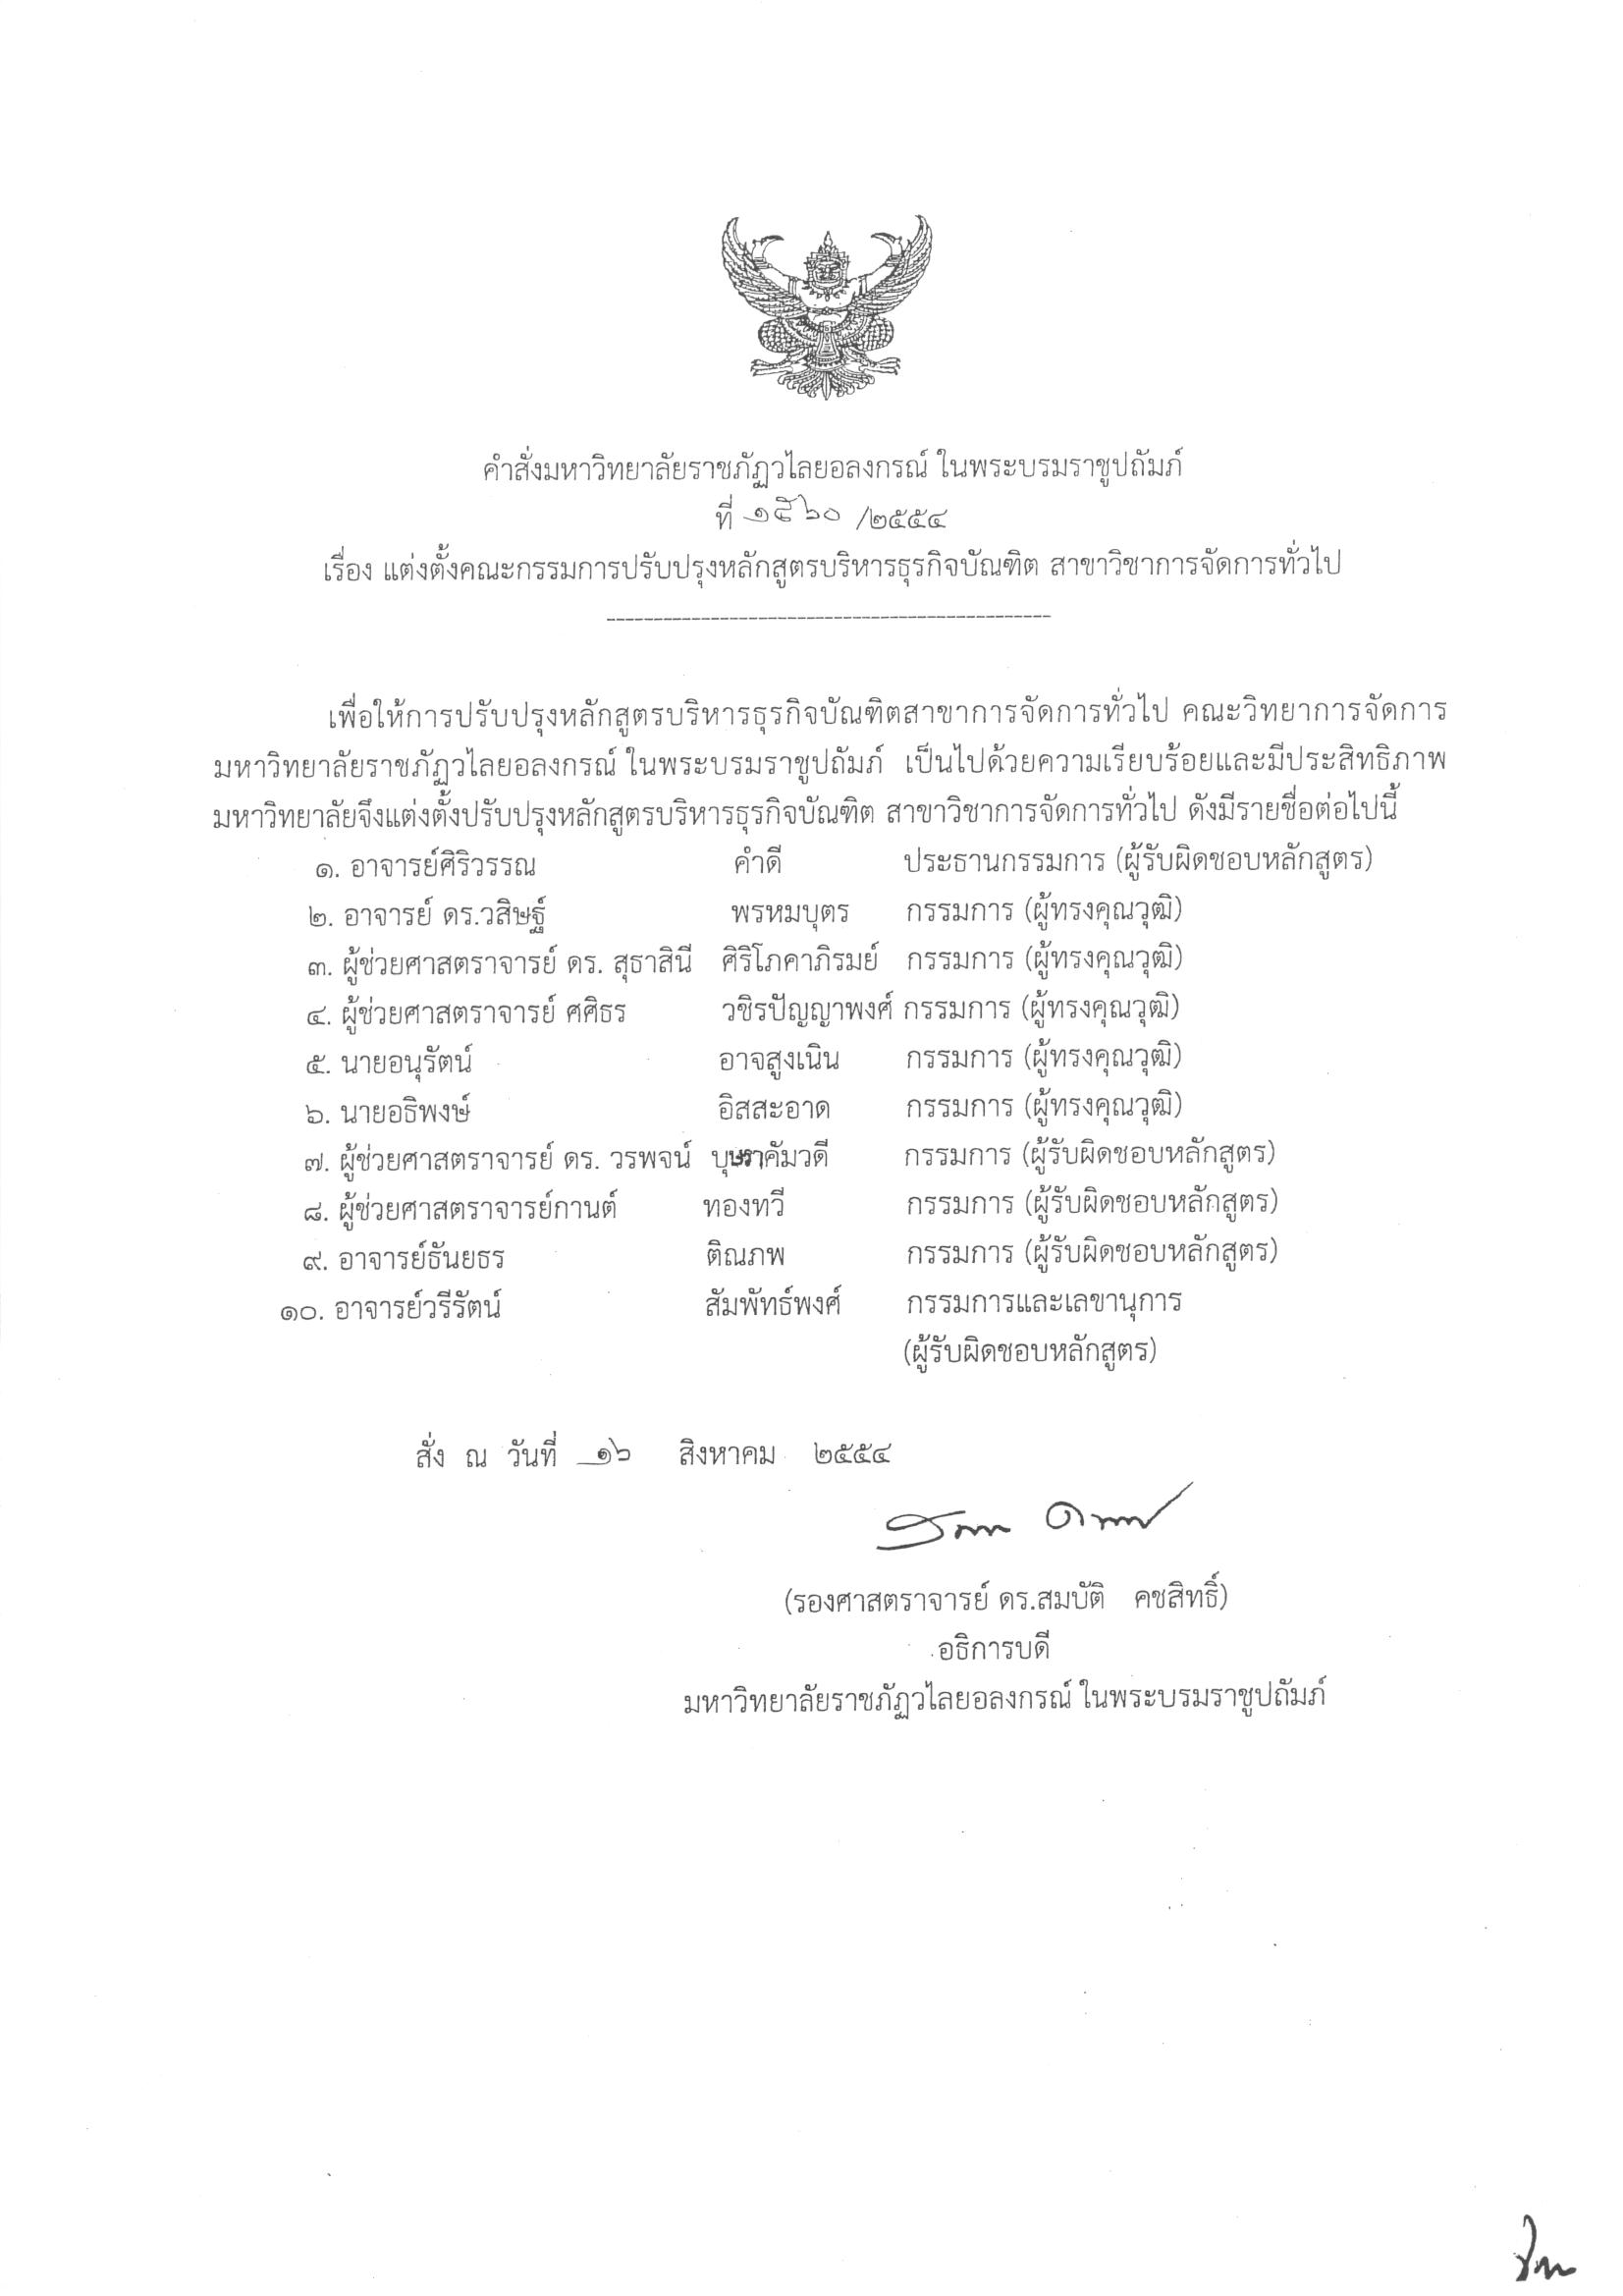 คำสั่งมหาวิทยาลัยราชภัฏวไลยอลงกรณ์ ในพระบรมราชูปถัมภ์
ที่ ๑๕๖๐ /๒๕๕๔
เรื่อง แต่งตั้งคณะกรรมการปรับปรุงหลักสูตรบริหารธุรกิจบัณฑิต สาขาวิชาการจัดการทั่วไป
-----------------------------------------------
เพื่อให้การปรับปรุงหลักสูตรบริหารธุรกิจบัณฑิตสาขาการจัดการทั่วไป คณะวิทยาการจัดการ
มหาวิทยาลัยราชภัฏวไลยอลงกรณ์ ในพระบรมราชูปถัมภ์ เป็นไปด้วยความเรียบร้อยและมีประสิทธิภาพ
มหาวิทยาลัยจึงแต่งตั้งปรับปรุงหลักสูตรบริหารธุรกิจบัณฑิต สาขาวิชาการจัดการทั่วไป ดังมีรายชื่อต่อไปนี้
๑. อาจารย์ศิริวรรณ คำดี ประธานกรรมการ (ผู้รับผิดชอบหลักสูตร)
๒. อาจารย์ ดร.วสิษฐ์ พรหมบุตร กรรมการ (ผู้ทรงคุณวุฒิ)
๓. ผู้ช่วยศาสตราจารย์ ดร. สุธาสินี ศิริโภคาภิรมย์ กรรมการ (ผู้ทรงคุณวุฒิ)
๔. ผู้ช่วยศาสตราจารย์ ศศิธร วชิรปัญญาพงศ์ กรรมการ (ผู้ทรงคุณวุฒิ)
๕. นายอนุรัตน์ อาจสูงเนิน กรรมการ (ผู้ทรงคุณวุฒิ)
๖. นายอธิพงษ์ อิสสะอาด กรรมการ (ผู้ทรงคุณวุฒิ)
๗. ผู้ช่วยศาสตราจารย์ ดร. วรพจน์ บุษราคัมวดี กรรมการ (ผู้รับผิดชอบหลักสูตร)
๘. ผู้ช่วยศาสตราจารย์กานต์ ทองทวี กรรมการ (ผู้รับผิดชอบหลักสูตร)
๙. อาจารย์ธันยธร ติณภพ กรรมการ (ผู้รับผิดชอบหลักสูตร)
๑๐. อาจารย์วรีรัตน์ สัมพัทธ์พงศ์ กรรมการและเลขานุการ
(ผู้รับผิดชอบหลักสูตร)
สั่ง ณ วันที่ ๑๖ สิงหาคม ๒๕๕๔
(รองศาสตราจารย์ ดร.สมบัติ คชสิทธิ์)
อธิการบดี
มหาวิทยาลัยราชภัฏวไลยอลงกรณ์ ในพระบรมราชูปถัมภ์